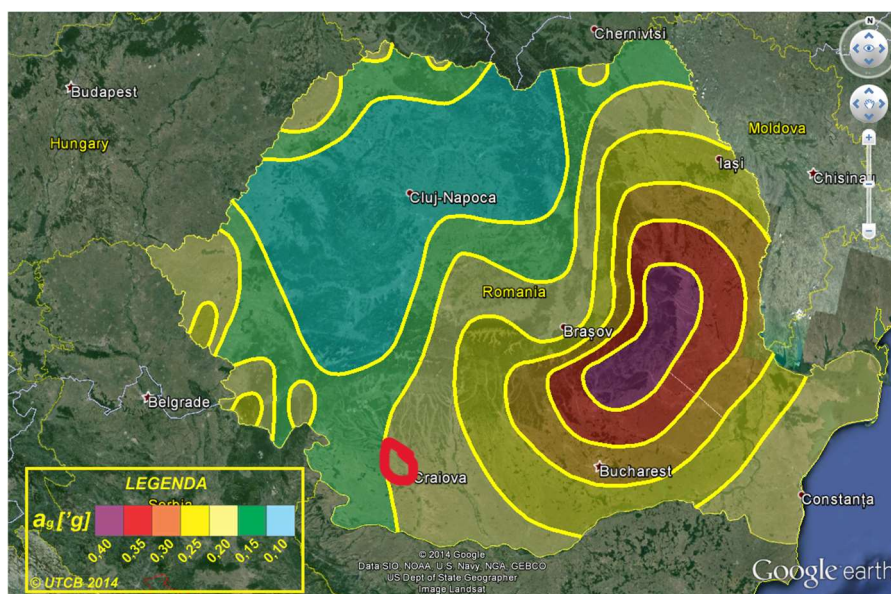 N
Chernivtsi
Budapest
Hungary
Moldova
Iași
Chisinau
Cluj-Napoca
Romania
Brașov
Belgrade
Craiova
Bucharest
Constanța
LEGENDA
Serbia
ag ['g]
0.40 0.35 0.30 0.25 0.20 0.15 0.10
© UTCB 2014
© 2014 Google
Data SIO, NOAA, U.S. Navy, NGA, GEBCO
US Dept of State Geographer
Image Landsat
Google earth